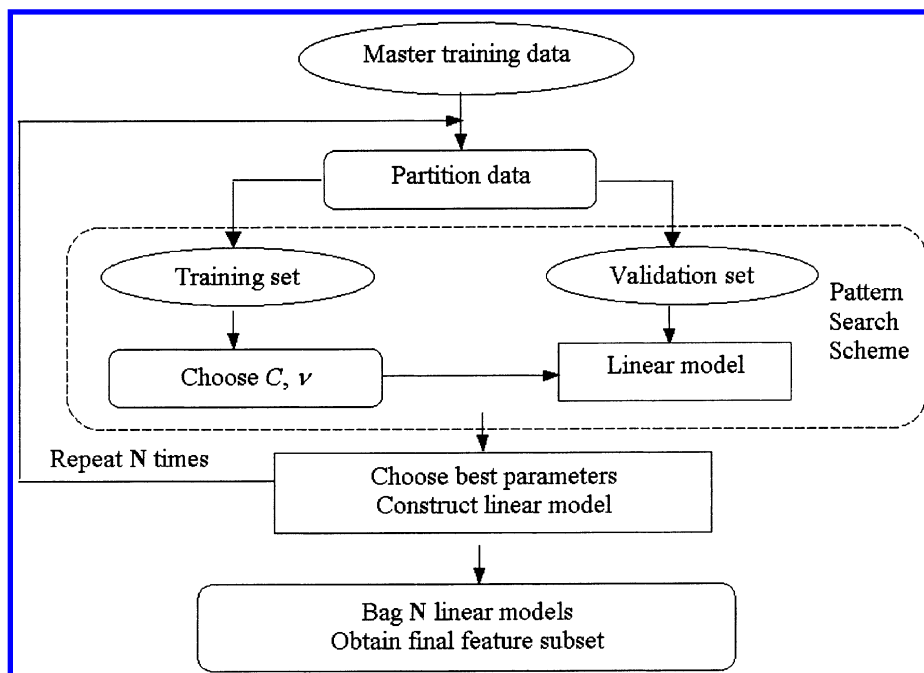 Master training data
Partition data
Training set
Validation set
Pattern
Search
Scheme
Choose C, ν
Linear model
Repeat N times
Choose best parameters
Construct linear model
Bag N linear models
Obtain final feature subset